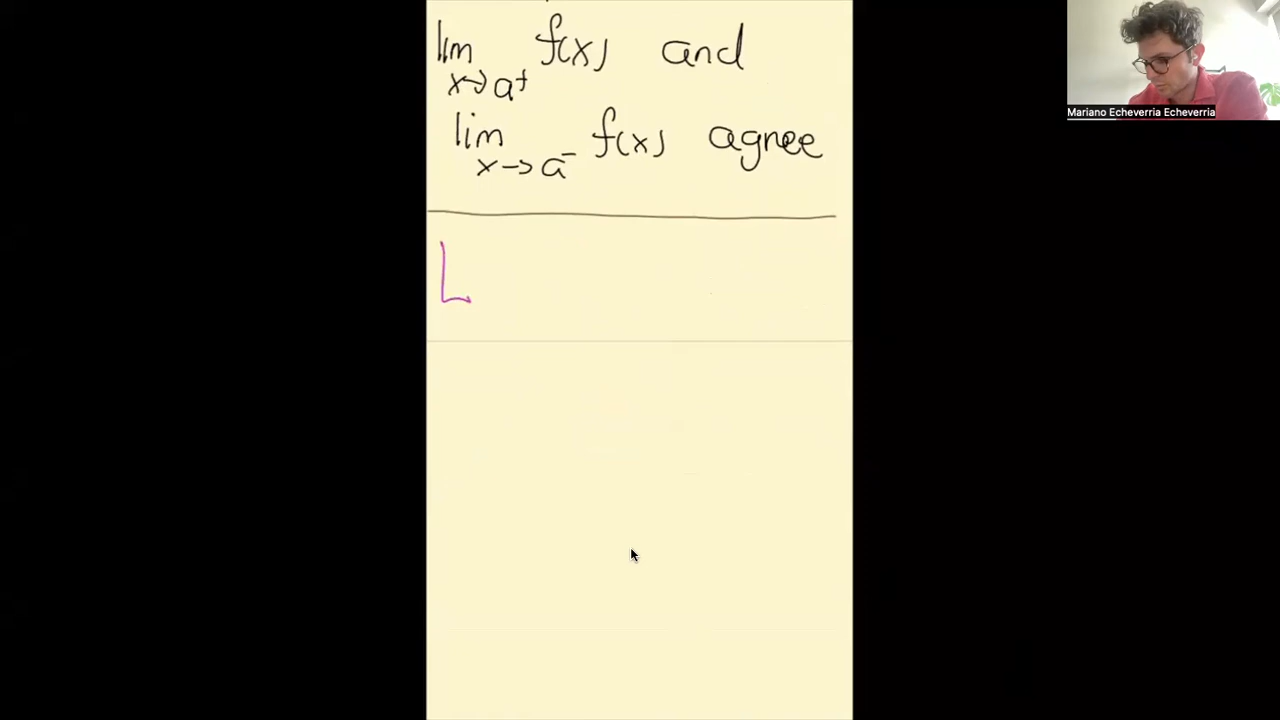 lim f(x) and
x→a⁺
lim f(x) agree
x→a⁻
L
Mariano Echeverria Echeverria